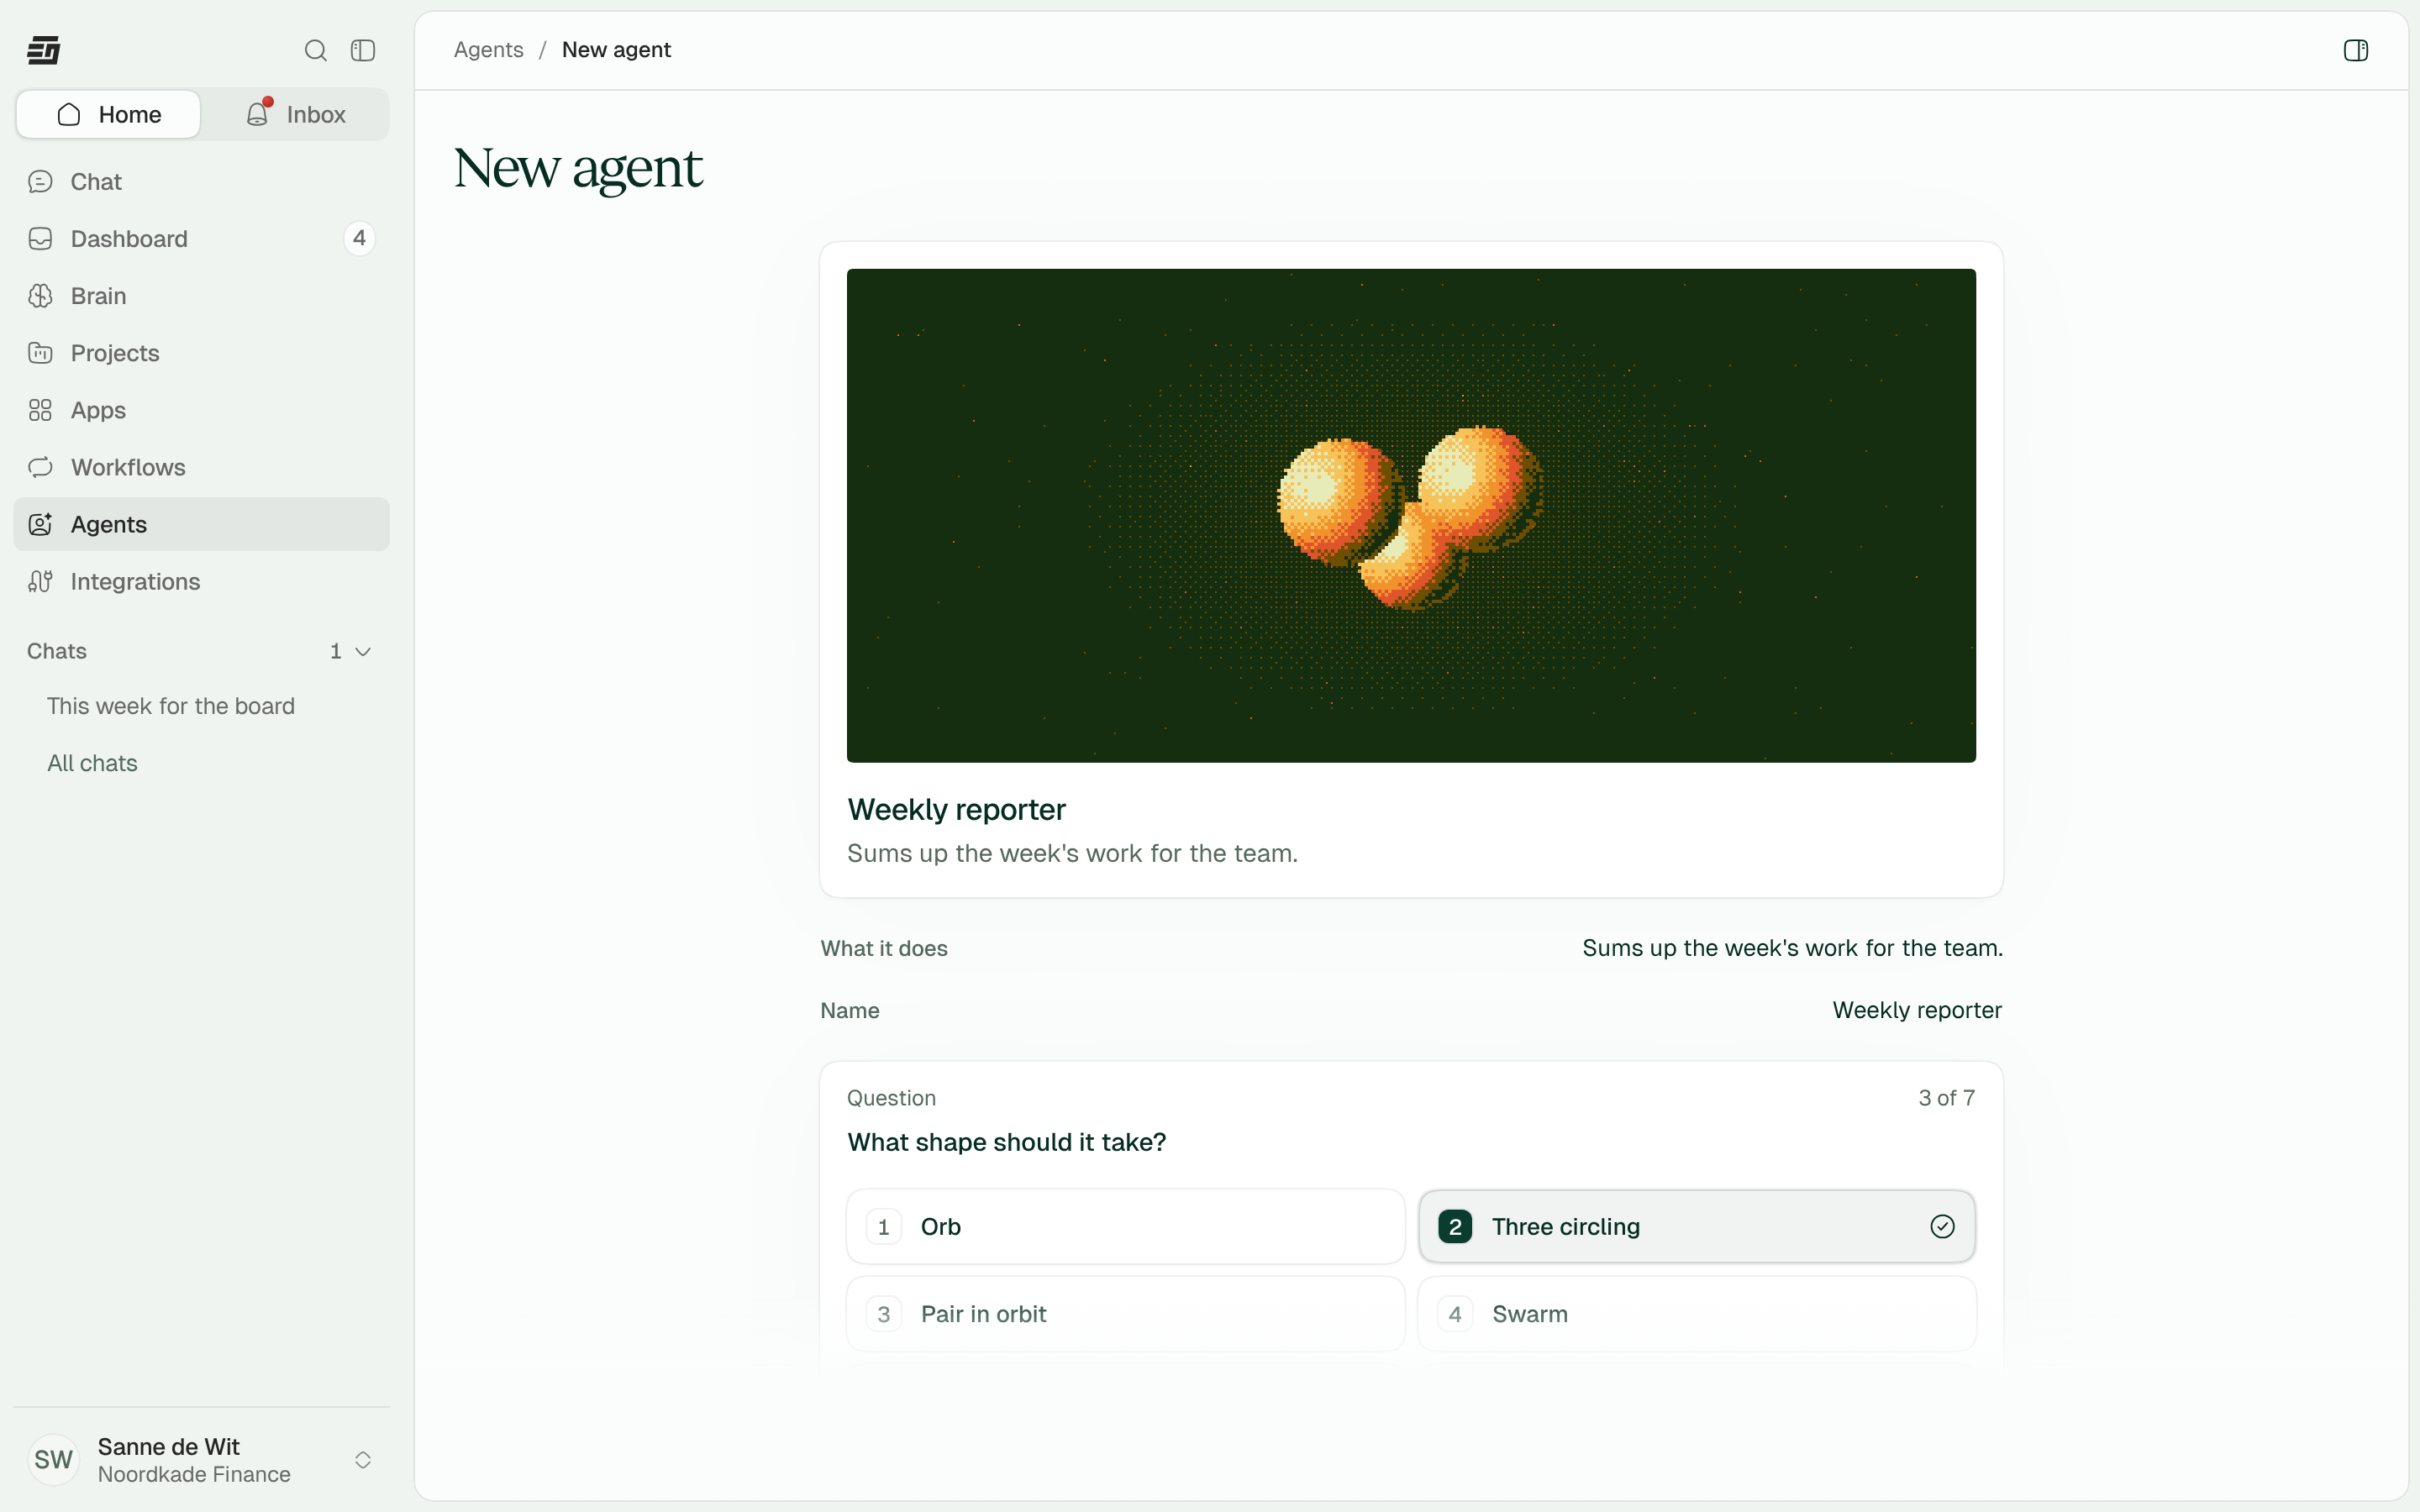 Home
Inbox
Chat
Dashboard
4
Brain
Projects
Apps
Workflows
Agents
Integrations
Chats
1
This week for the board
All chats
SW
Sanne de Wit
Noordkade Finance
Agents / New agent
New agent
Weekly reporter
Sums up the week's work for the team.
What it does
Sums up the week's work for the team.
Name
Weekly reporter
Question
3 of 7
What shape should it take?
1 Orb
2 Three circling
3 Pair in orbit
4 Swarm